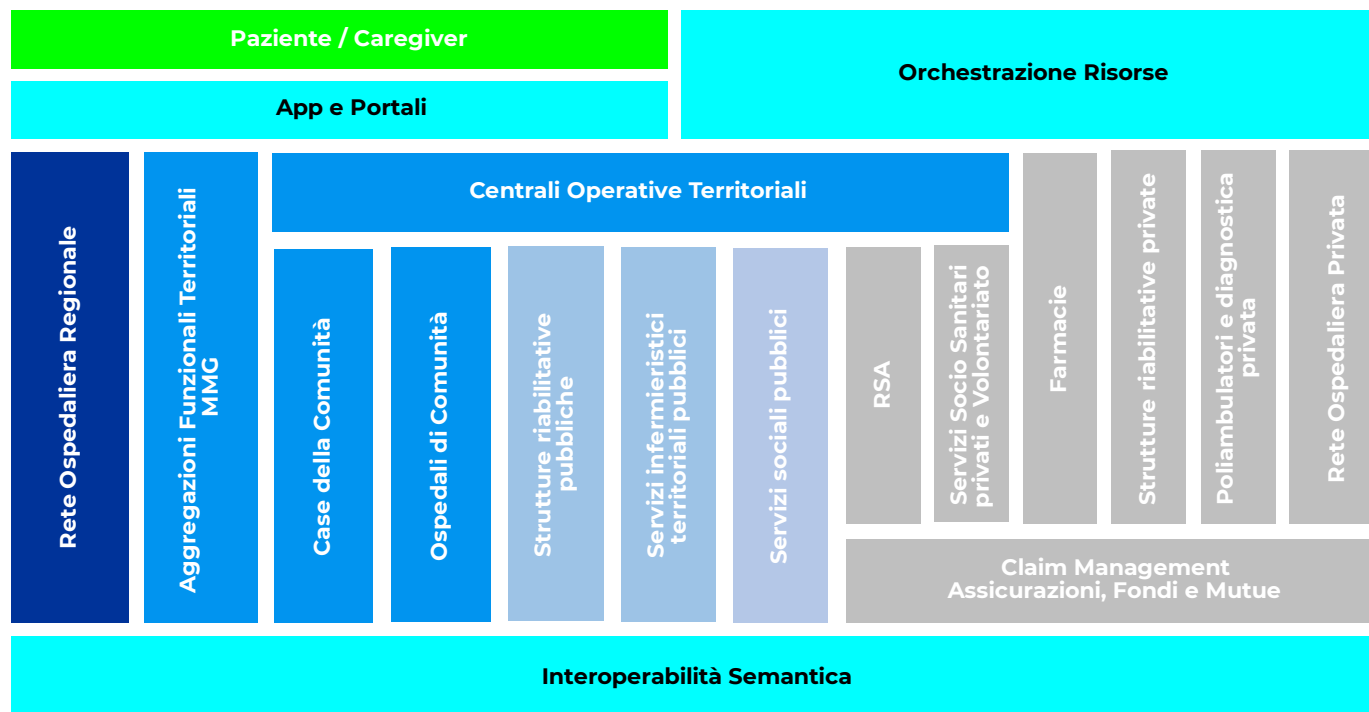 Paziente / Caregiver
Orchestrazione Risorse
App e Portali
Rete Ospedaliera Regionale
Aggregazioni Funzionali Territoriali
MMG
Centrali Operative Territoriali
Case della Comunità
Ospedali di Comunità
Strutture riabilitative
pubbliche
Servizi infermieristici
territoriali pubblici
Servizi sociali pubblici
RSA
Servizi Socio Sanitari
privati e Volontariato
Farmacie
Strutture riabilitative private
Poliambulatori e diagnostica
privata
Rete Ospedaliera Privata
Claim Management
Assicurazioni, Fondi e Mutue
Interoperabilità Semantica